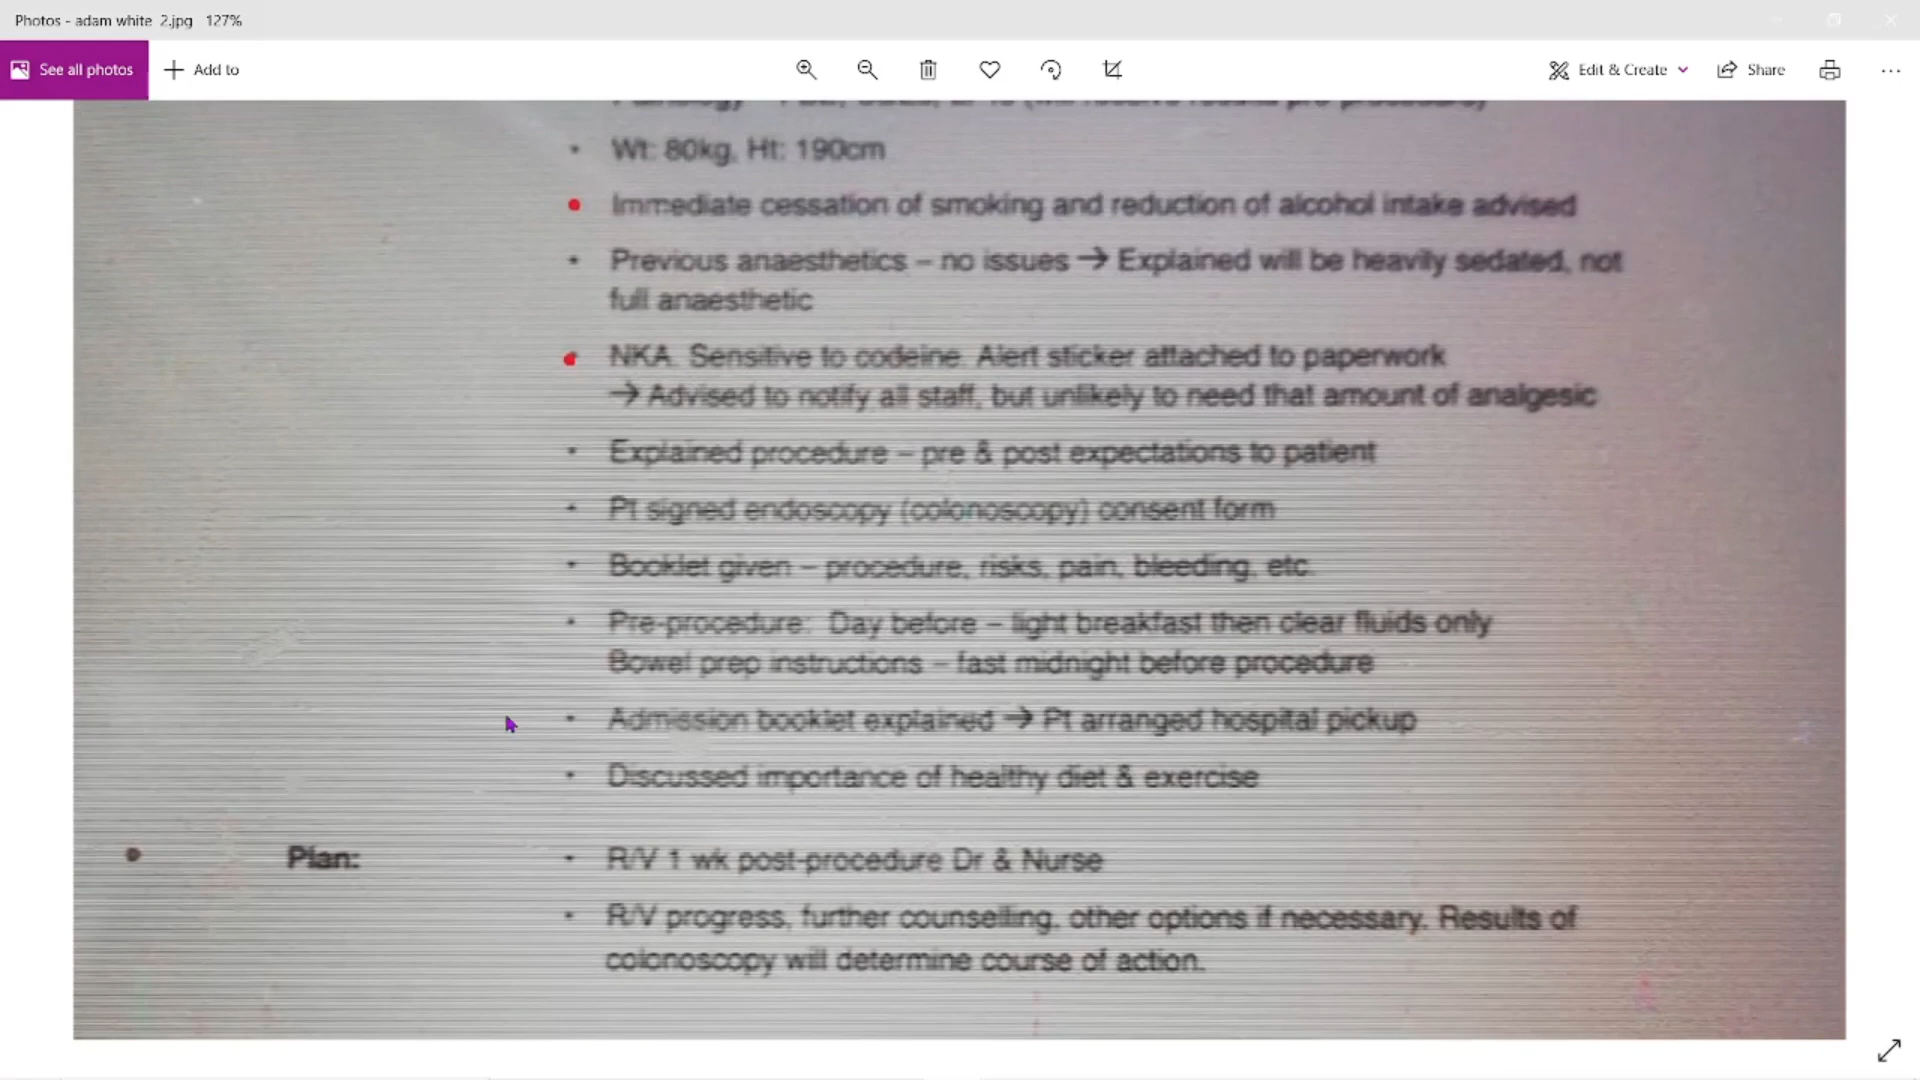 Photos - adam white 2.jpg 127%
See all photos
Add to
Edit & Create
Share
Wt: 80kg, Ht: 190cm
Immediate cessation of smoking and reduction of alcohol intake advised
Previous anaesthetics – no issues → Explained will be heavily sedated, not
full anaesthetic
NKA. Sensitive to codeine. Alert sticker attached to paperwork
→ Advised to notify all staff, but unlikely to need that amount of analgesic
Explained procedure – pre & post expectations to patient
Pt signed endoscopy (colonoscopy) consent form
Booklet given – procedure, risks, pain, bleeding, etc.
Pre-procedure: Day before – light breakfast then clear fluids only
Bowel prep instructions – fast midnight before procedure
Admission booklet explained → Pt arranged hospital pickup
Discussed importance of healthy diet & exercise
Plan:
R/V 1 wk post-procedure Dr & Nurse
R/V progress, further counselling, other options if necessary. Results of
colonoscopy will determine course of action.